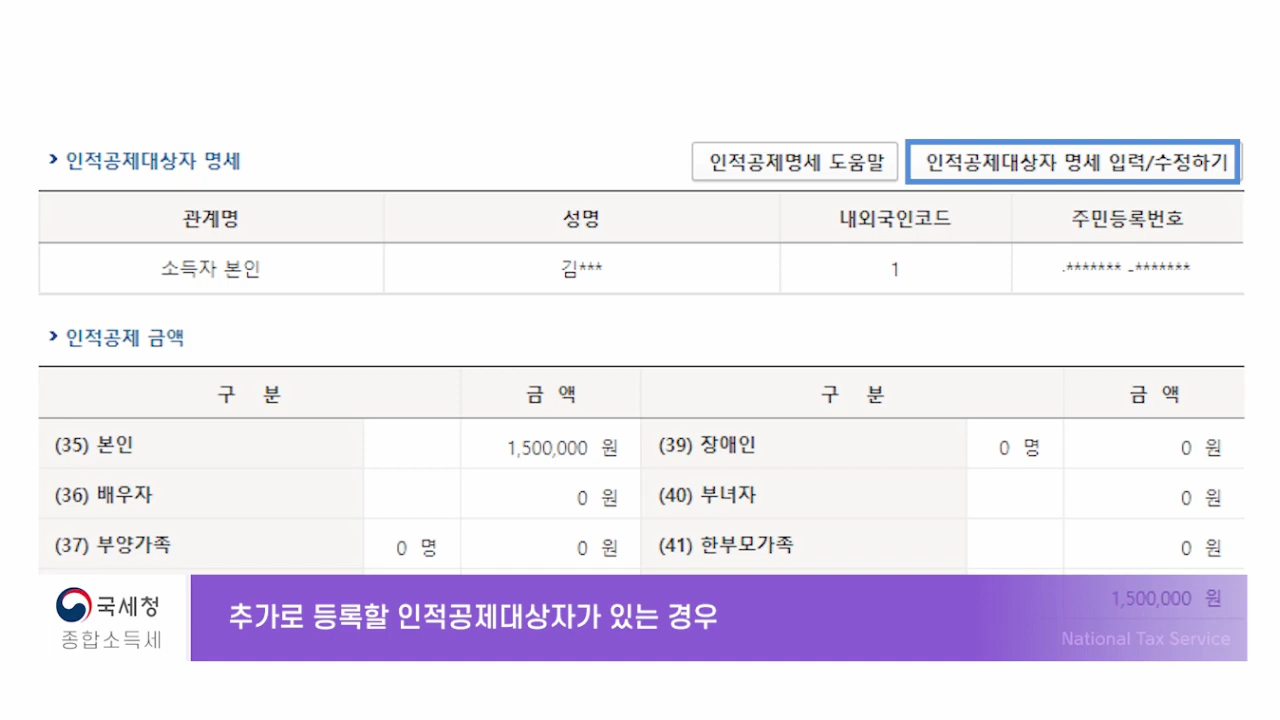 인적공제대상자 명세 인적공제명세 도움말 인적공제대상자 명세 입력/수정하기
관계명 성명 내외국인코드 주민등록번호
소득자 본인 김*** 1 ******* -*******
인적공제 금액
구 분 금 액 구 분 금 액
(35) 본인 1,500,000 원 (39) 장애인 0 명 0 원
(36) 배우자 0 원 (40) 부녀자 0 원
(37) 부양가족 0 명 0 원 (41) 한부모가족 0 원
1,500,000 원
국세청
종합소득세
추가로 등록할 인적공제대상자가 있는 경우
National Tax Service